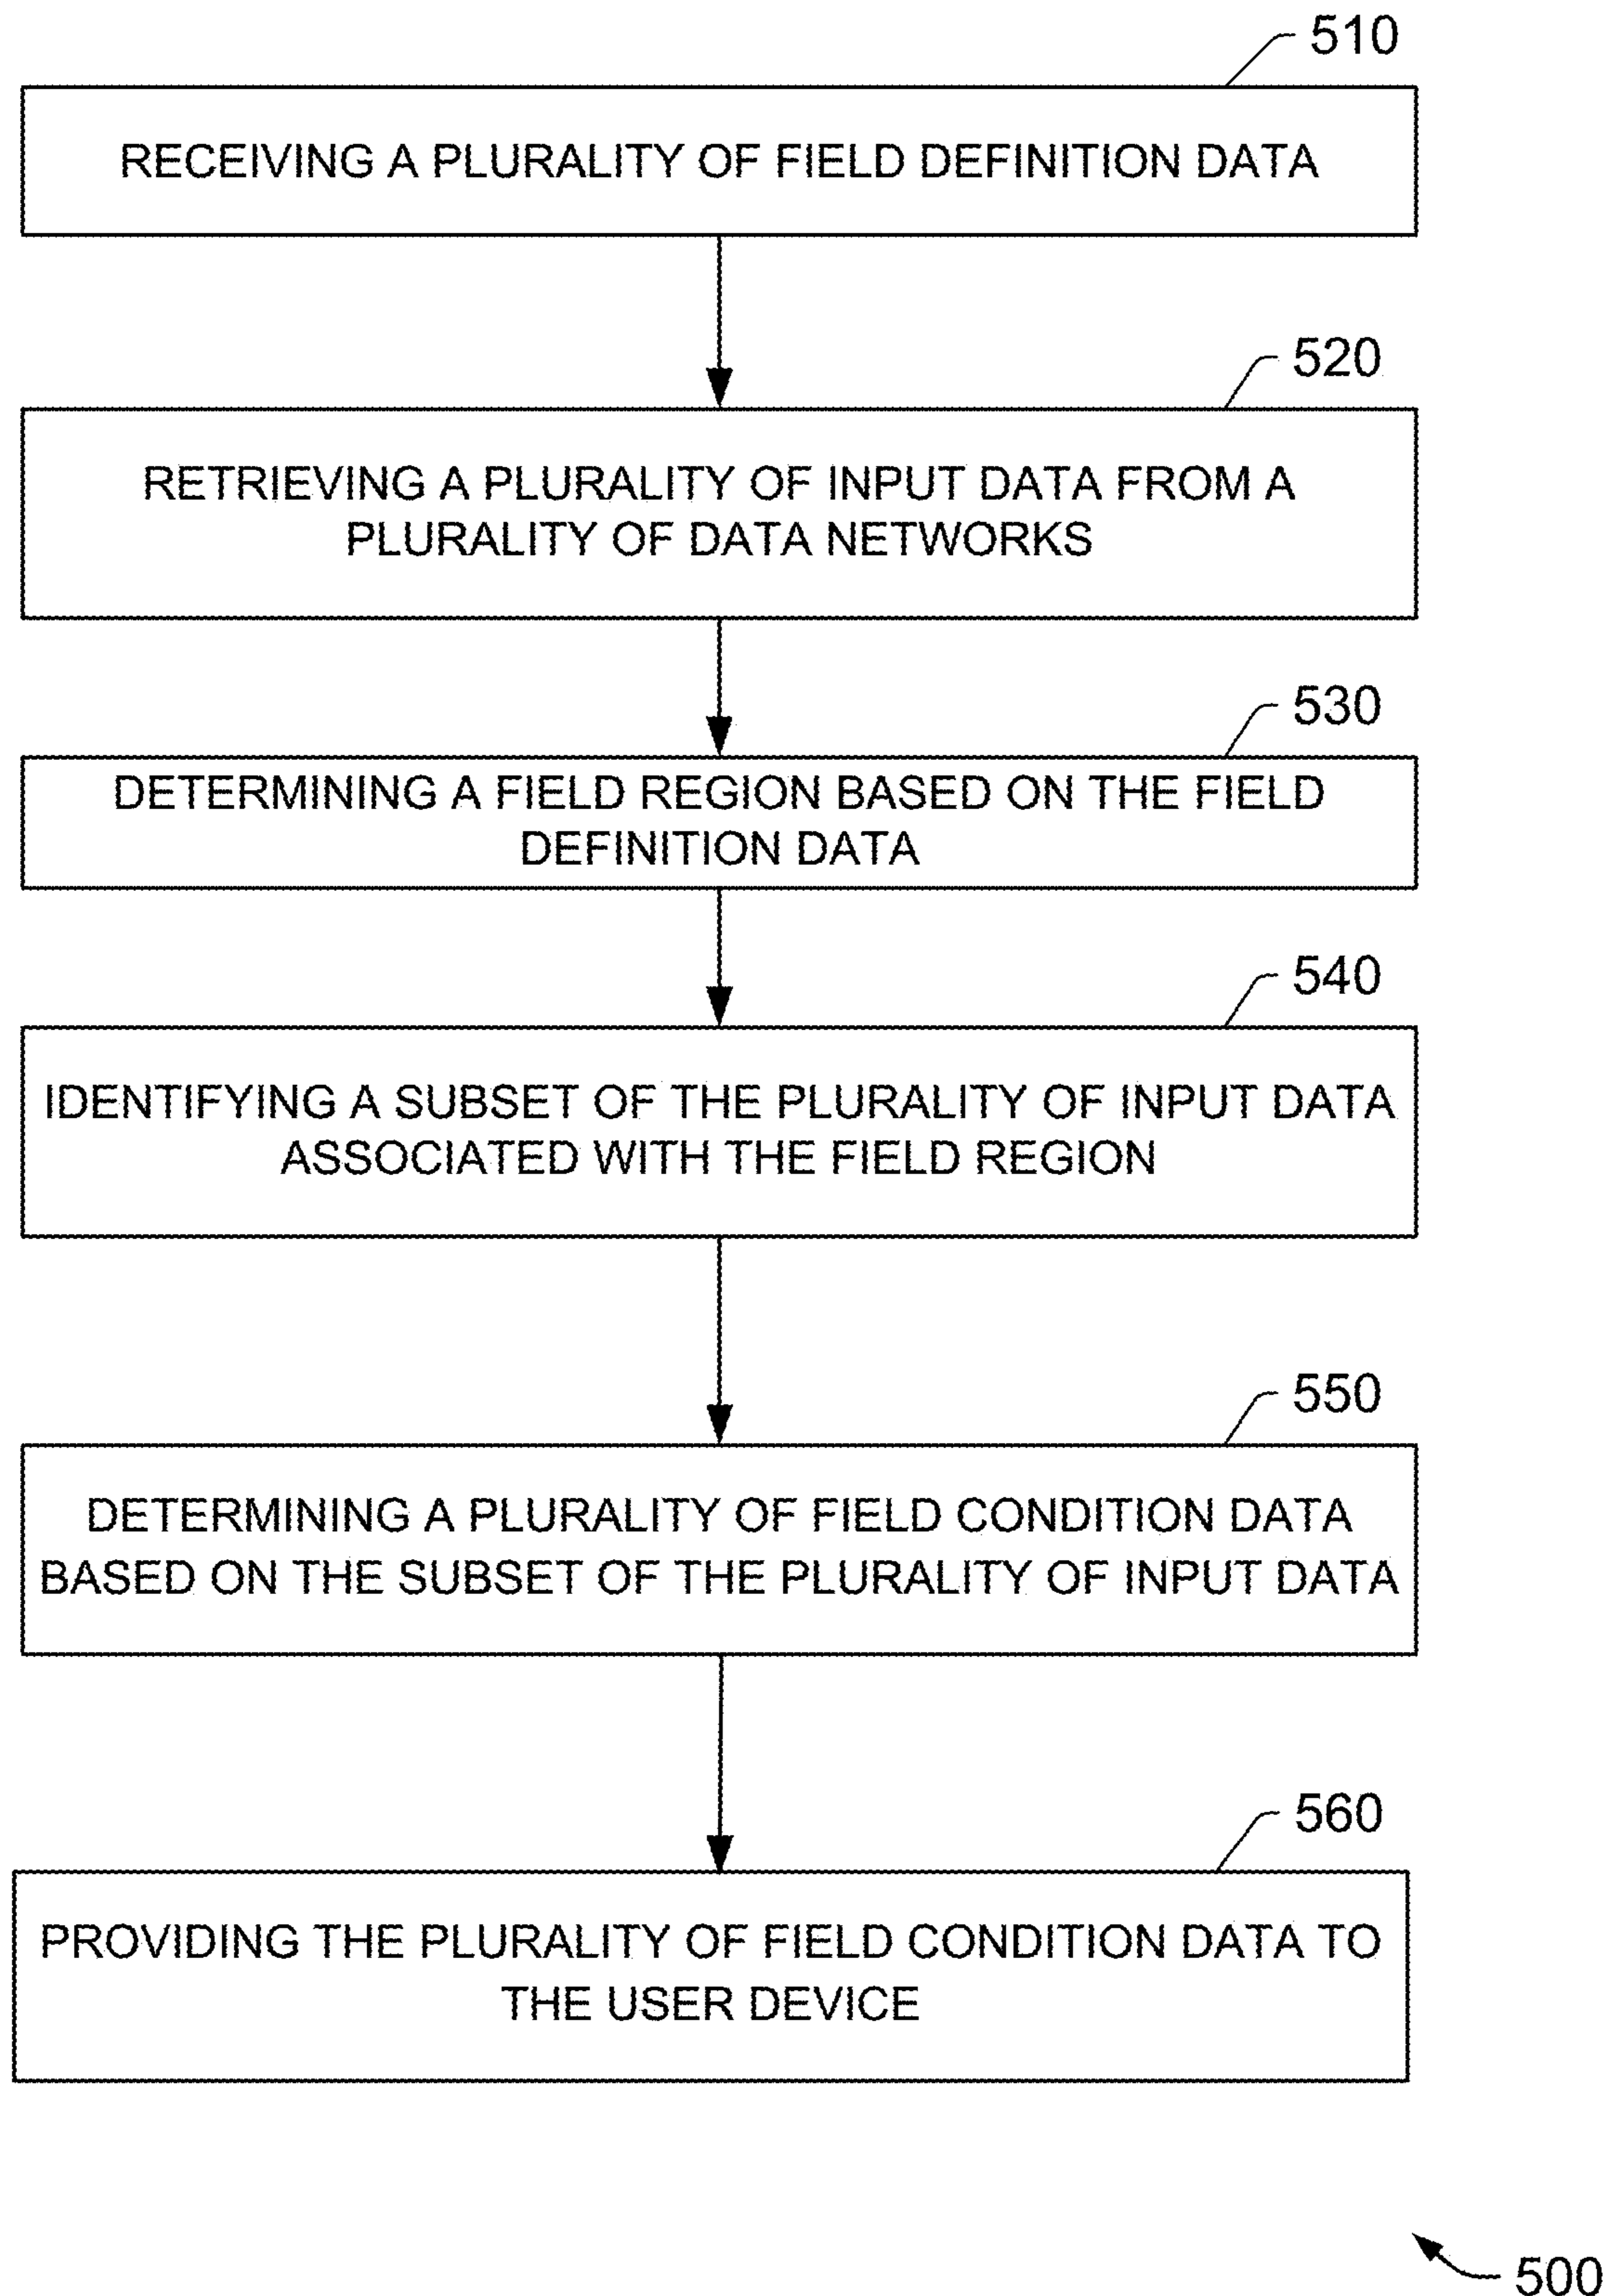 510
RECEIVING A PLURALITY OF FIELD DEFINITION DATA
520
RETRIEVING A PLURALITY OF INPUT DATA FROM A
PLURALITY OF DATA NETWORKS
530
DETERMINING A FIELD REGION BASED ON THE FIELD
DEFINITION DATA
540
IDENTIFYING A SUBSET OF THE PLURALITY OF INPUT DATA
ASSOCIATED WITH THE FIELD REGION
550
DETERMINING A PLURALITY OF FIELD CONDITION DATA
BASED ON THE SUBSET OF THE PLURALITY OF INPUT DATA
560
PROVIDING THE PLURALITY OF FIELD CONDITION DATA TO
THE USER DEVICE
500